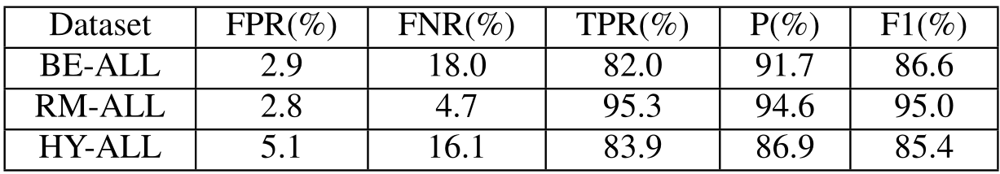 Dataset FPR(%) FNR(%) TPR(%) P(%) F1(%)
BE-ALL 2.9 18.0 82.0 91.7 86.6
RM-ALL 2.8 4.7 95.3 94.6 95.0
HY-ALL 5.1 16.1 83.9 86.9 85.4